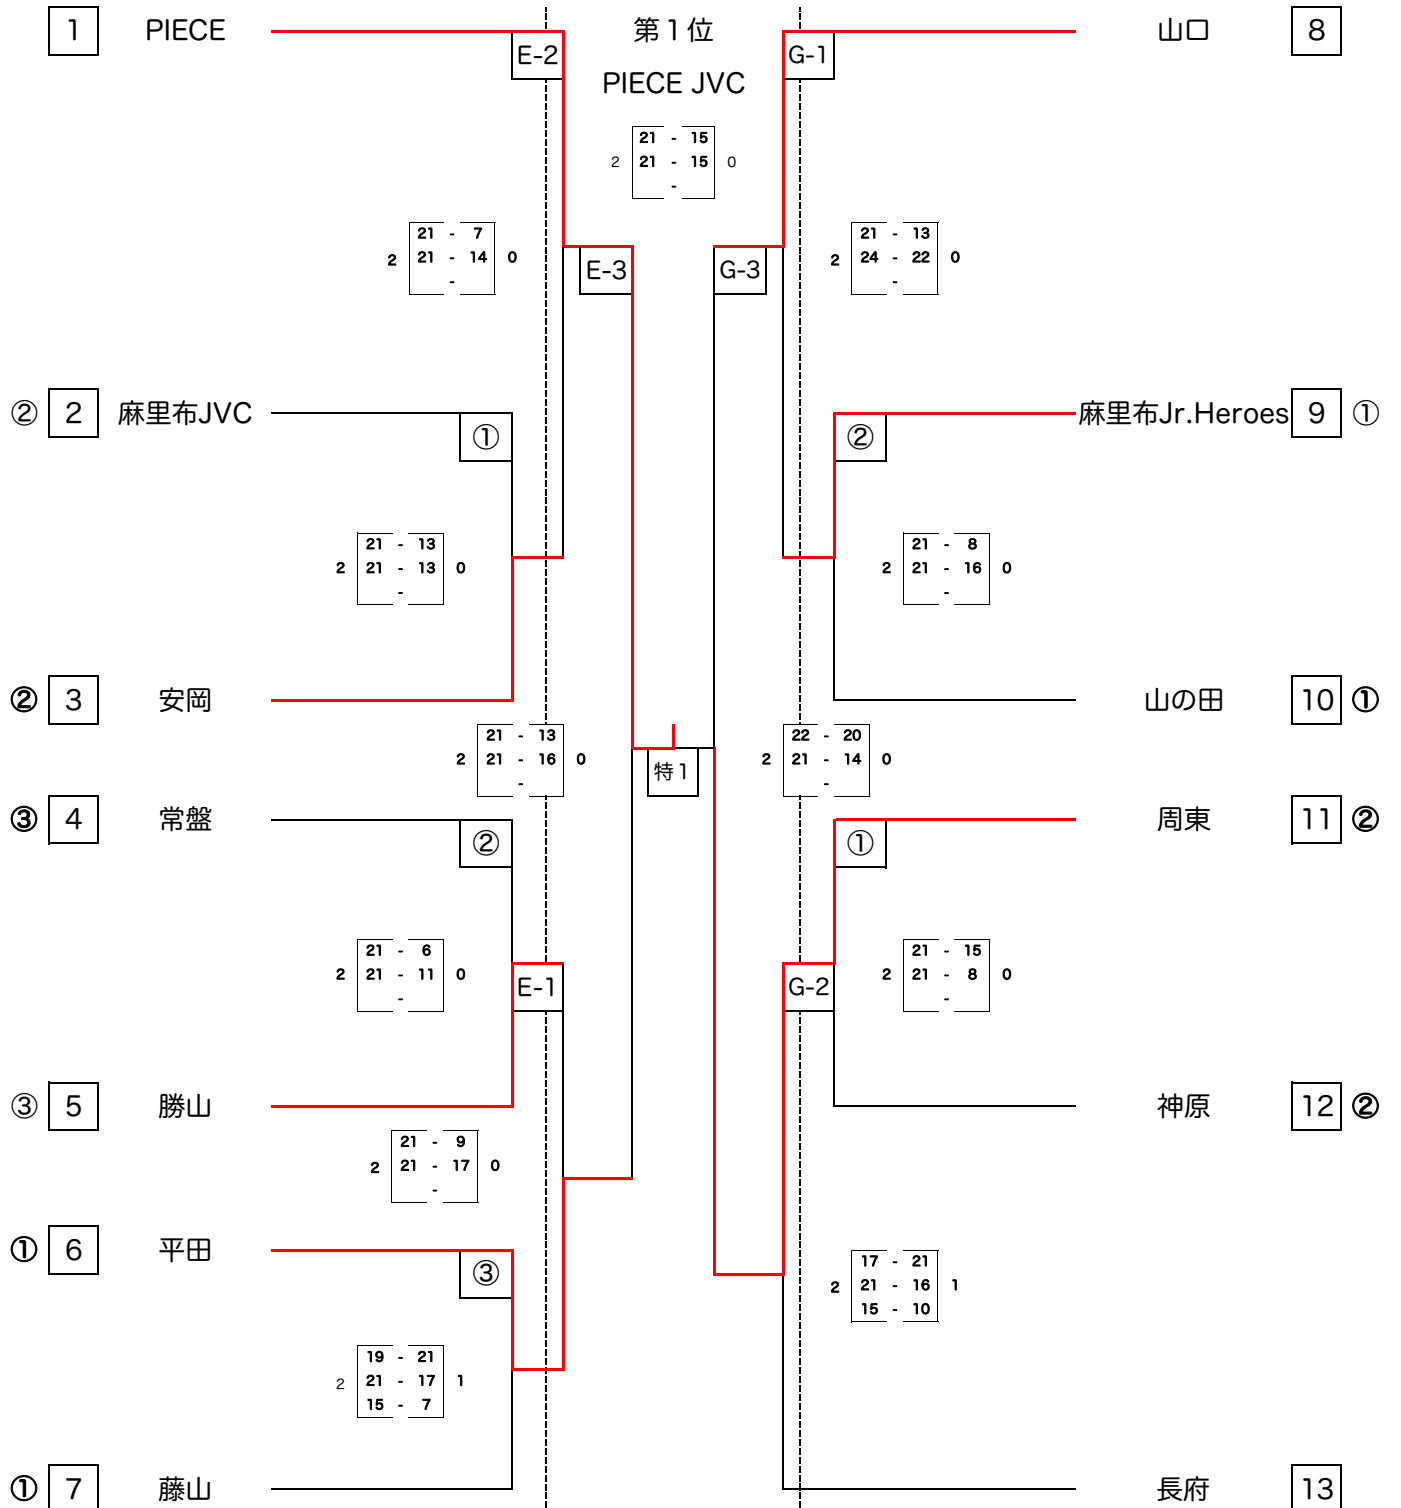 1 PIECE E-2 第1位 G-1 山口 8
PIECE JVC
21 - 15
2 21 - 15 0
-
21 - 7
2 21 - 14 0
-
21 - 13
2 24 - 22 0
-
E-3 G-3
② 2 麻里布JVC ① ② 麻里布Jr.Heroes 9 ①
21 - 13
2 21 - 13 0
-
21 - 8
2 21 - 16 0
-
② 3 安岡 山の田 10 ①
21 - 13
2 21 - 16 0
-
特1
22 - 20
2 21 - 14 0
-
③ 4 常盤 ② ① 周東 11 ②
21 - 6
2 21 - 11 0
-
21 - 15
2 21 - 8 0
-
E-1 G-2
③ 5 勝山 神原 12 ②
21 - 9
2 21 - 17 0
-
① 6 平田 ③
17 - 21
2 21 - 16 1
15 - 10
19 - 21
2 21 - 17 1
15 - 7
① 7 藤山 長府 13